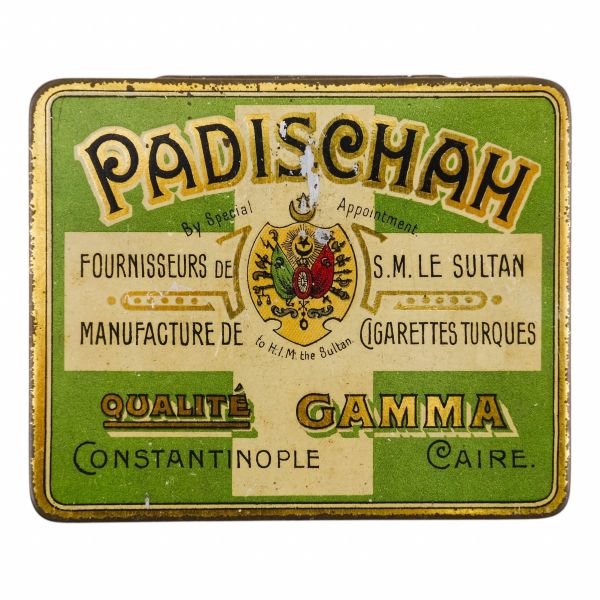 PADISCHAH
By Special Appointment.
FOURNISSEURS DE S.M. LE SULTAN
MANUFACTURE DE CIGARETTES TURQUES
to H.I.M. the Sultan.
QUALITÉ GAMMA
CONSTANTINOPLE CAIRE.